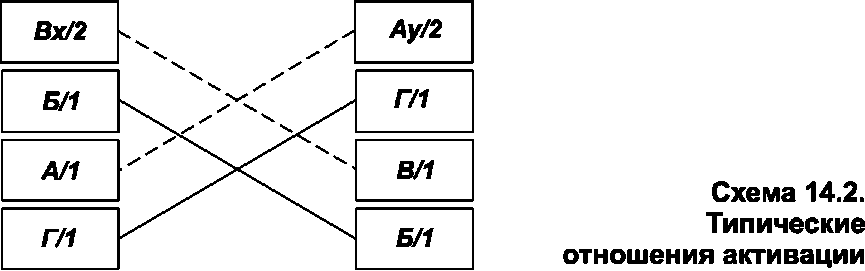 Вх/2
Ау/2
Б/1
Г/1
А/1
В/1
Г/1
Б/1
Схема 14.2.
Типические
отношения активации